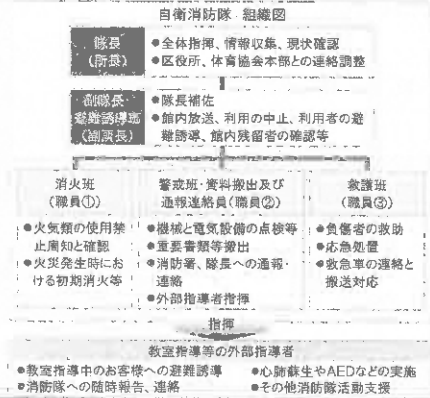 自衛消防隊 組織図
隊長
(所長)
●全体指揮、情報収集、現状確認
●区役所、体育協会本部との連絡調整
副隊長
避難誘導班
(副所長)
●隊長補佐
●館内放送、利用の中止、利用者の避
難誘導、館内残留者の確認等
消火班
(職員①)
●火気類の使用禁
止周知と確認
●火災発生時にお
ける初期消火等
警戒班・資料搬出及び
通報連絡員(職員②)
●機械と電気設備の点検等
●重要書類等搬出
●消防署、隊長への通報・
連絡
●外部指導者指揮
救護班
(職員③)
●負傷者の救助
●応急処置
●救急車の連絡と
搬送対応
指揮
教室指導等の外部指導者
●教室指導中のお客様への避難誘導
●消防隊への随時報告、連絡
●心肺蘇生やAEDなどの実施
●その他消防隊活動支援